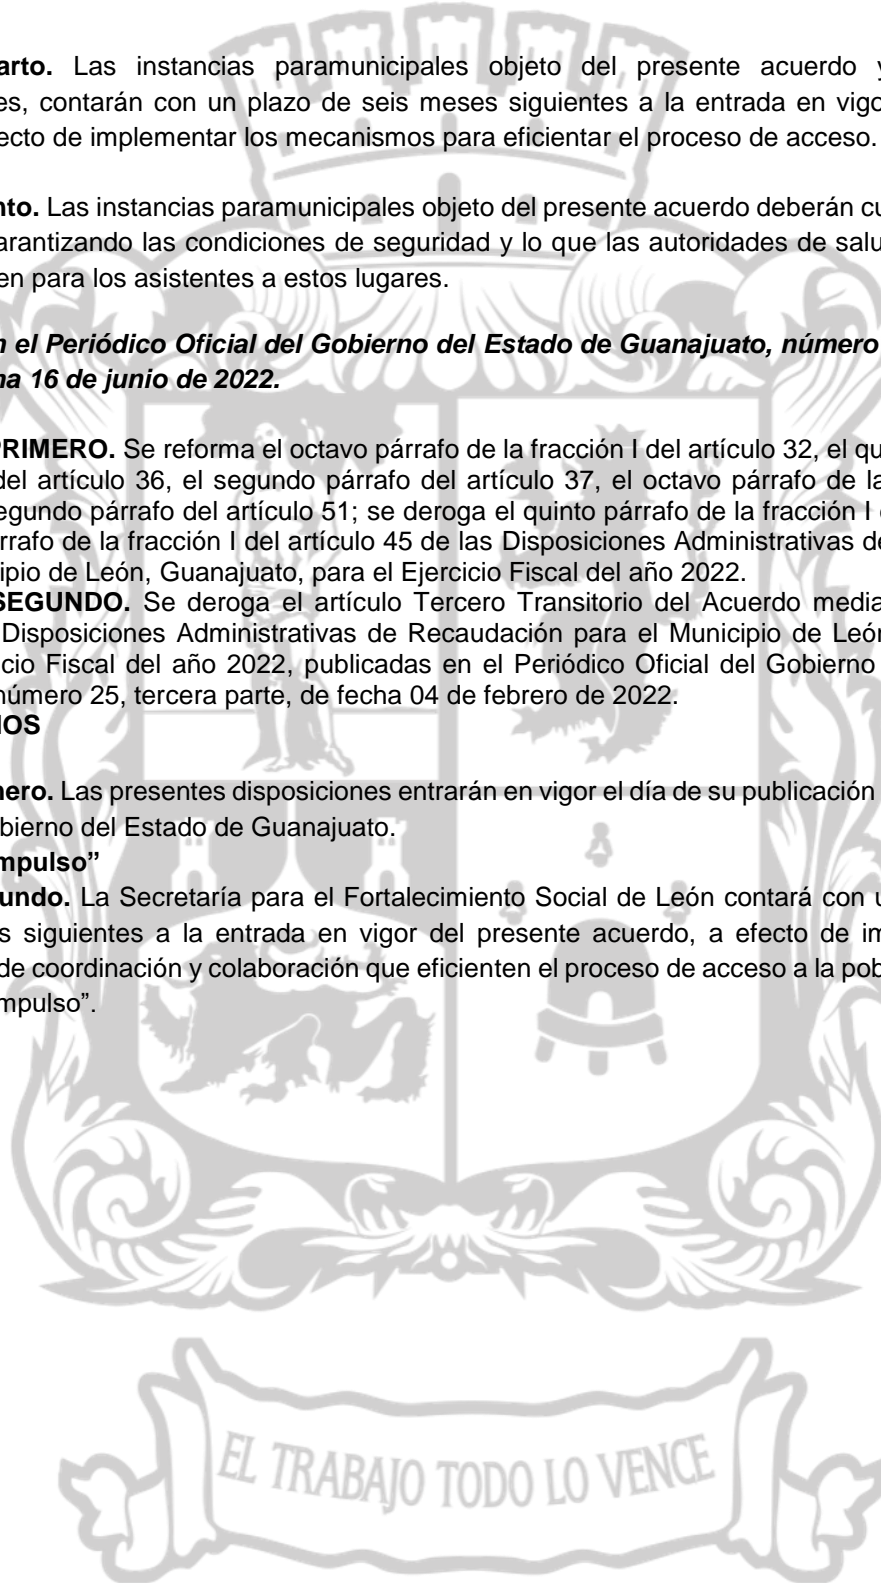 arto. Las instancias paramunicipales objeto del presente acuerdo y
es, contarán con un plazo de seis meses siguientes a la entrada en vigo
ecto de implementar los mecanismos para eficientar el proceso de acceso.
nto. Las instancias paramunicipales objeto del presente acuerdo deberán cu
arantizando las condiciones de seguridad y lo que las autoridades de salu
en para los asistentes a estos lugares.
n el Periódico Oficial del Gobierno del Estado de Guanajuato, número
na 16 de junio de 2022.
PRIMERO. Se reforma el octavo párrafo de la fracción I del artículo 32, el qu
del artículo 36, el segundo párrafo del artículo 37, el octavo párrafo de la
egundo párrafo del artículo 51; se deroga el quinto párrafo de la fracción I
rrafo de la fracción I del artículo 45 de las Disposiciones Administrativas de
ipio de León, Guanajuato, para el Ejercicio Fiscal del año 2022.
SEGUNDO. Se deroga el artículo Tercero Transitorio del Acuerdo media
Disposiciones Administrativas de Recaudación para el Municipio de León
cio Fiscal del año 2022, publicadas en el Periódico Oficial del Gobierno
número 25, tercera parte, de fecha 04 de febrero de 2022.
IOS
nero. Las presentes disposiciones entrarán en vigor el día de su publicación
bierno del Estado de Guanajuato.
mpulso”
undo. La Secretaría para el Fortalecimiento Social de León contará con u
s siguientes a la entrada en vigor del presente acuerdo, a efecto de im
de coordinación y colaboración que eficienten el proceso de acceso a la pob
mpulso”.
EL TRABAJO TODO LO VENCE